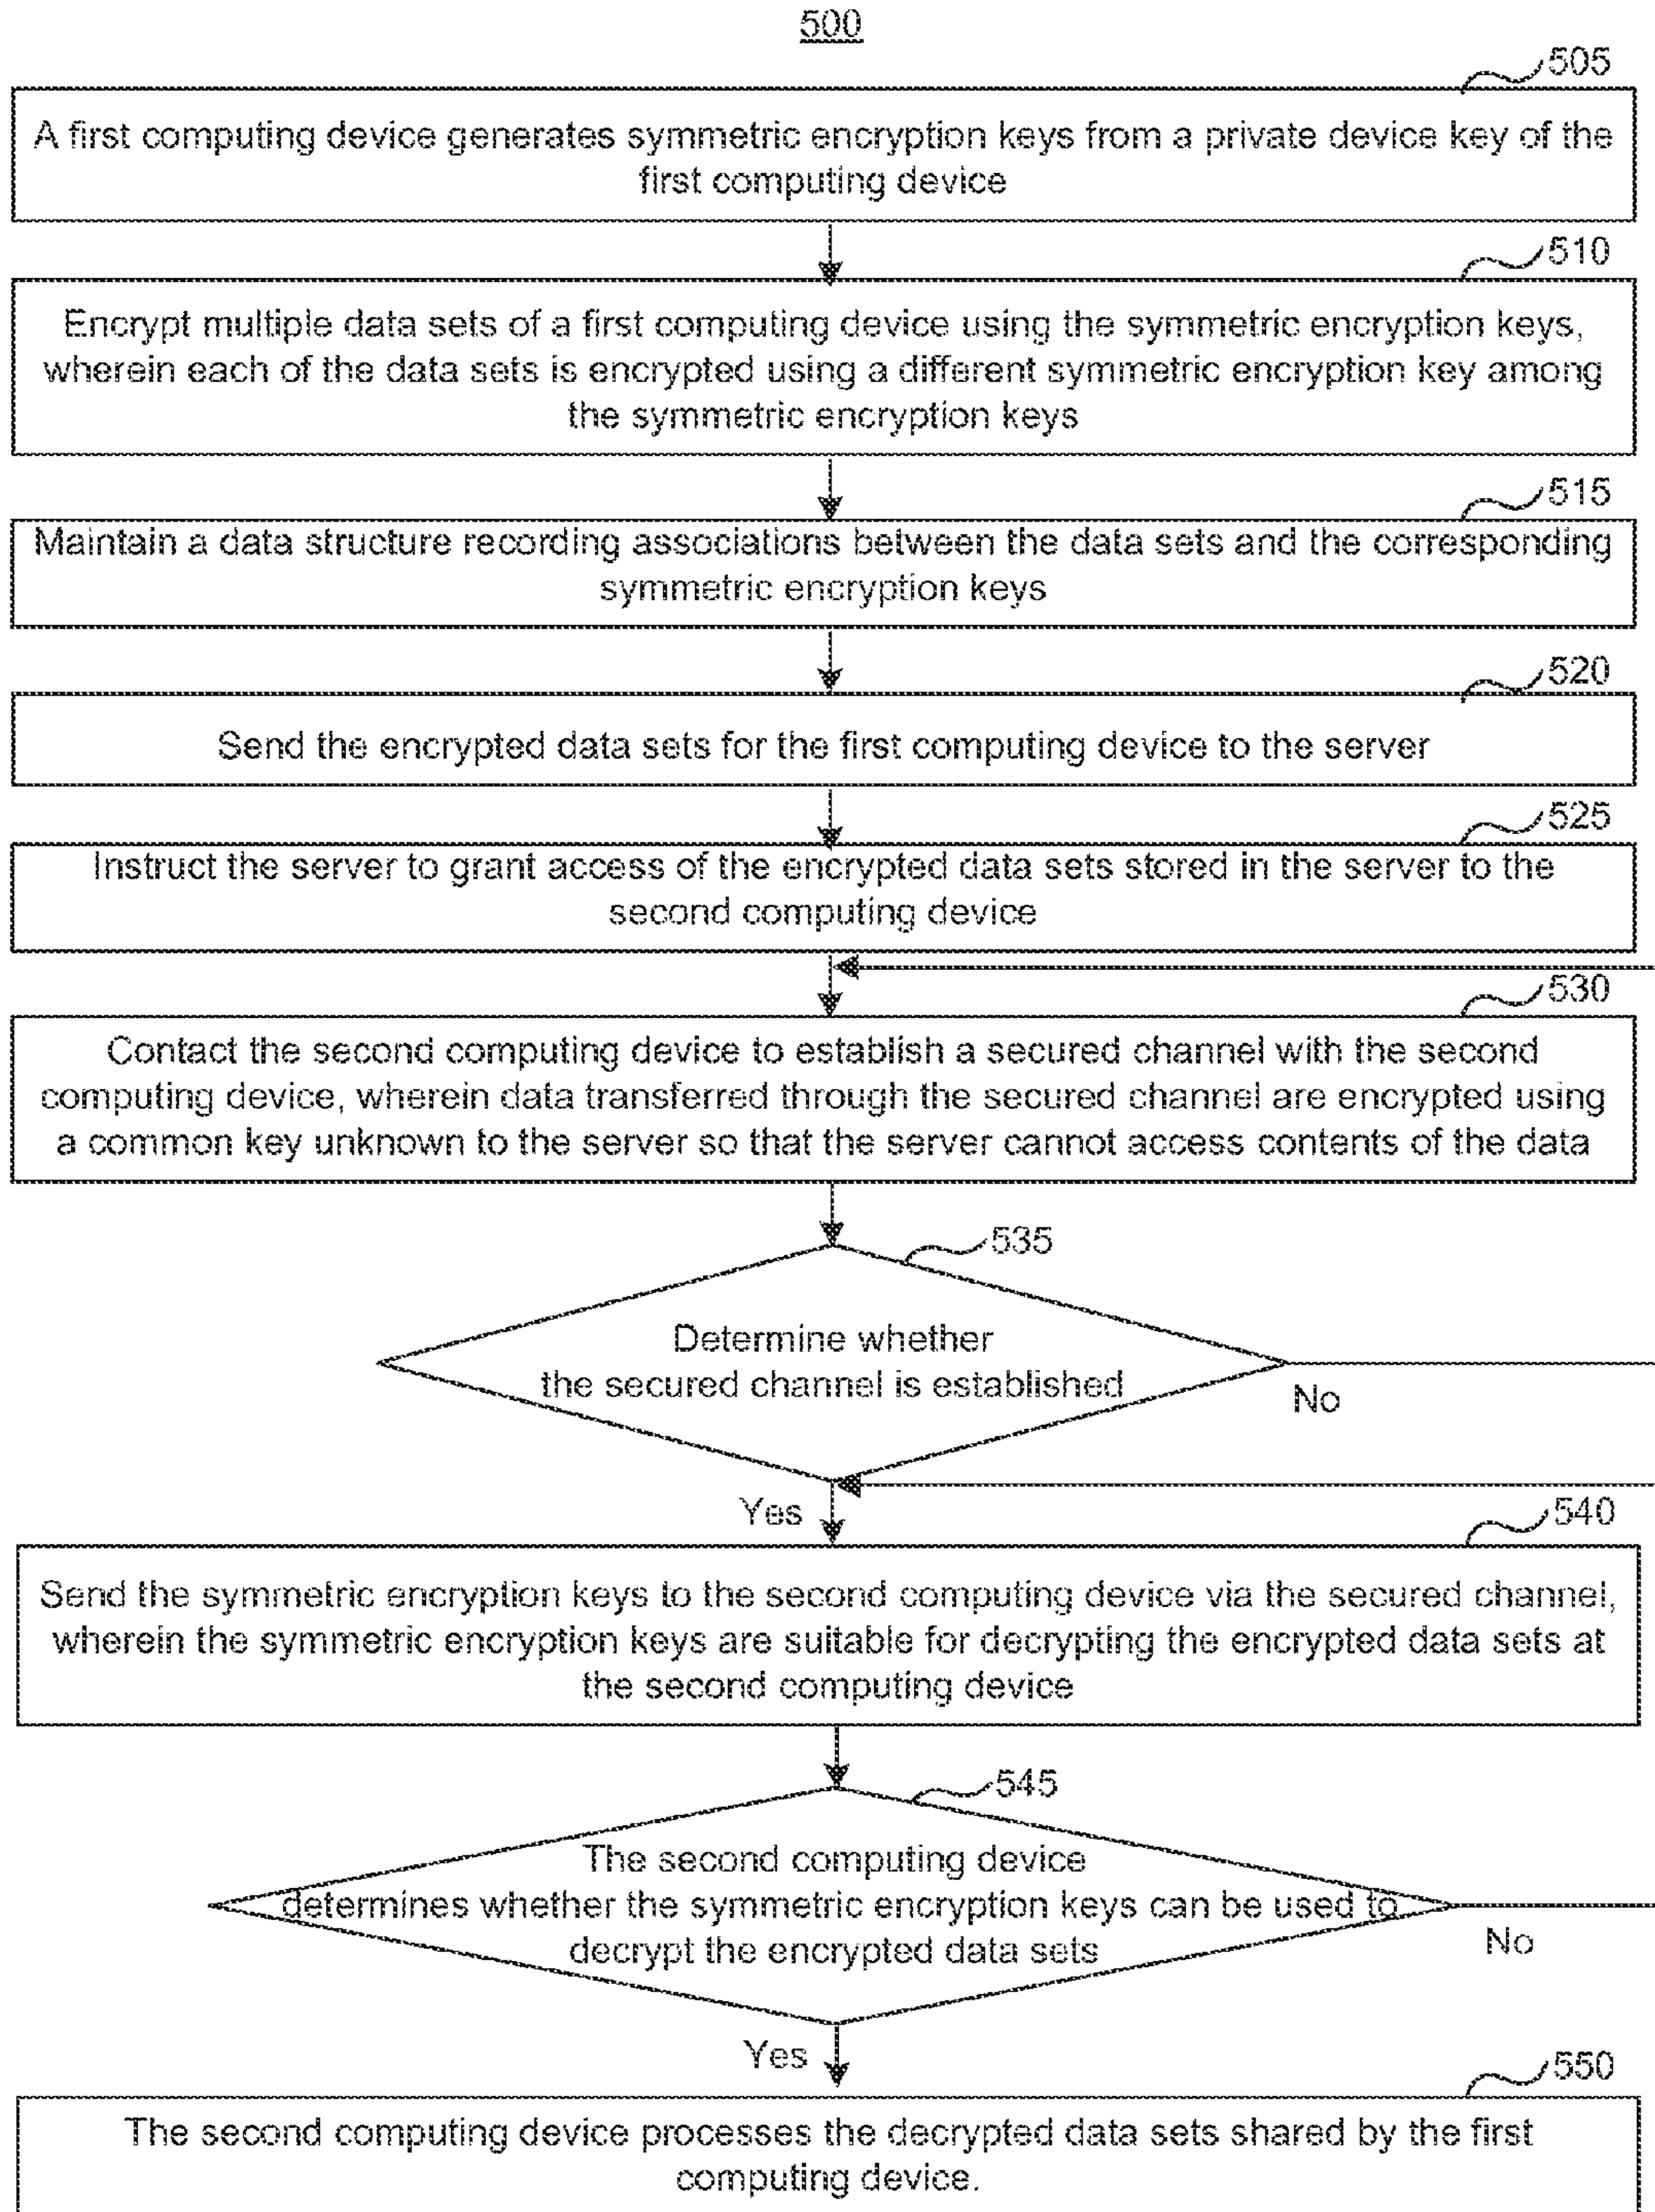 500
505
A first computing device generates symmetric encryption keys from a private device key of the
first computing device
510
Encrypt multiple data sets of a first computing device using the symmetric encryption keys,
wherein each of the data sets is encrypted using a different symmetric encryption key among
the symmetric encryption keys
515
Maintain a data structure recording associations between the data sets and the corresponding
symmetric encryption keys
520
Send the encrypted data sets for the first computing device to the server
525
Instruct the server to grant access of the encrypted data sets stored in the server to the
second computing device
530
Contact the second computing device to establish a secured channel with the second
computing device, wherein data transferred through the secured channel are encrypted using
a common key unknown to the server so that the server cannot access contents of the data
535
Determine whether
the secured channel is established
No
Yes
540
Send the symmetric encryption keys to the second computing device via the secured channel,
wherein the symmetric encryption keys are suitable for decrypting the encrypted data sets at
the second computing device
545
The second computing device
determines whether the symmetric encryption keys can be used to
decrypt the encrypted data sets
No
Yes
550
The second computing device processes the decrypted data sets shared by the first
computing device.